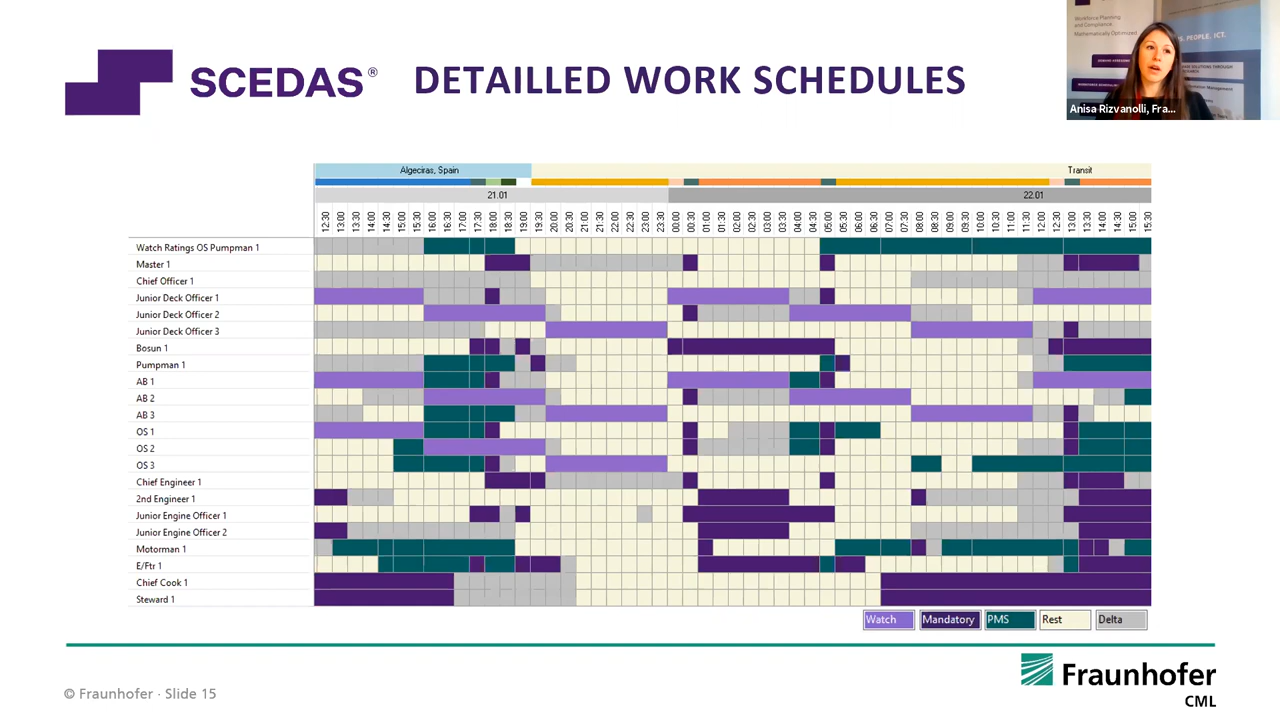 Workforce Planning
and Compliance.
Mathematically Optimized
S. PEOPLE. ICT.
Anisa Rizvanolli, Fra...
SCEDAS® DETAILLED WORK SCHEDULES
Algeciras, Spain Transit
21.01 22.01
12:30 13:00 13:30 14:00 14:30 15:00 15:30 16:00 16:30 17:00 17:30 18:00 18:30 19:00 19:30 20:00 20:30 21:00 21:30 22:00 22:30 23:00 23:30 00:00 00:30 01:00 01:30 02:00 02:30 03:00 03:30 04:00 04:30 05:00 05:30 06:00 06:30 07:00 07:30 08:00 08:30 09:00 09:30 10:00 10:30 11:00 11:30 12:00 12:30 13:00 13:30 14:00 14:30 15:00 15:30
Watch Ratings OS Pumpman 1
Master 1
Chief Officer 1
Junior Deck Officer 1
Junior Deck Officer 2
Junior Deck Officer 3
Bosun 1
Pumpman 1
AB 1
AB 2
AB 3
OS 1
OS 2
OS 3
Chief Engineer 1
2nd Engineer 1
Junior Engine Officer 1
Junior Engine Officer 2
Motorman 1
E/Ftr 1
Chief Cook 1
Steward 1
Watch Mandatory PMS Rest Delta
© Fraunhofer · Slide 15
Fraunhofer
CML